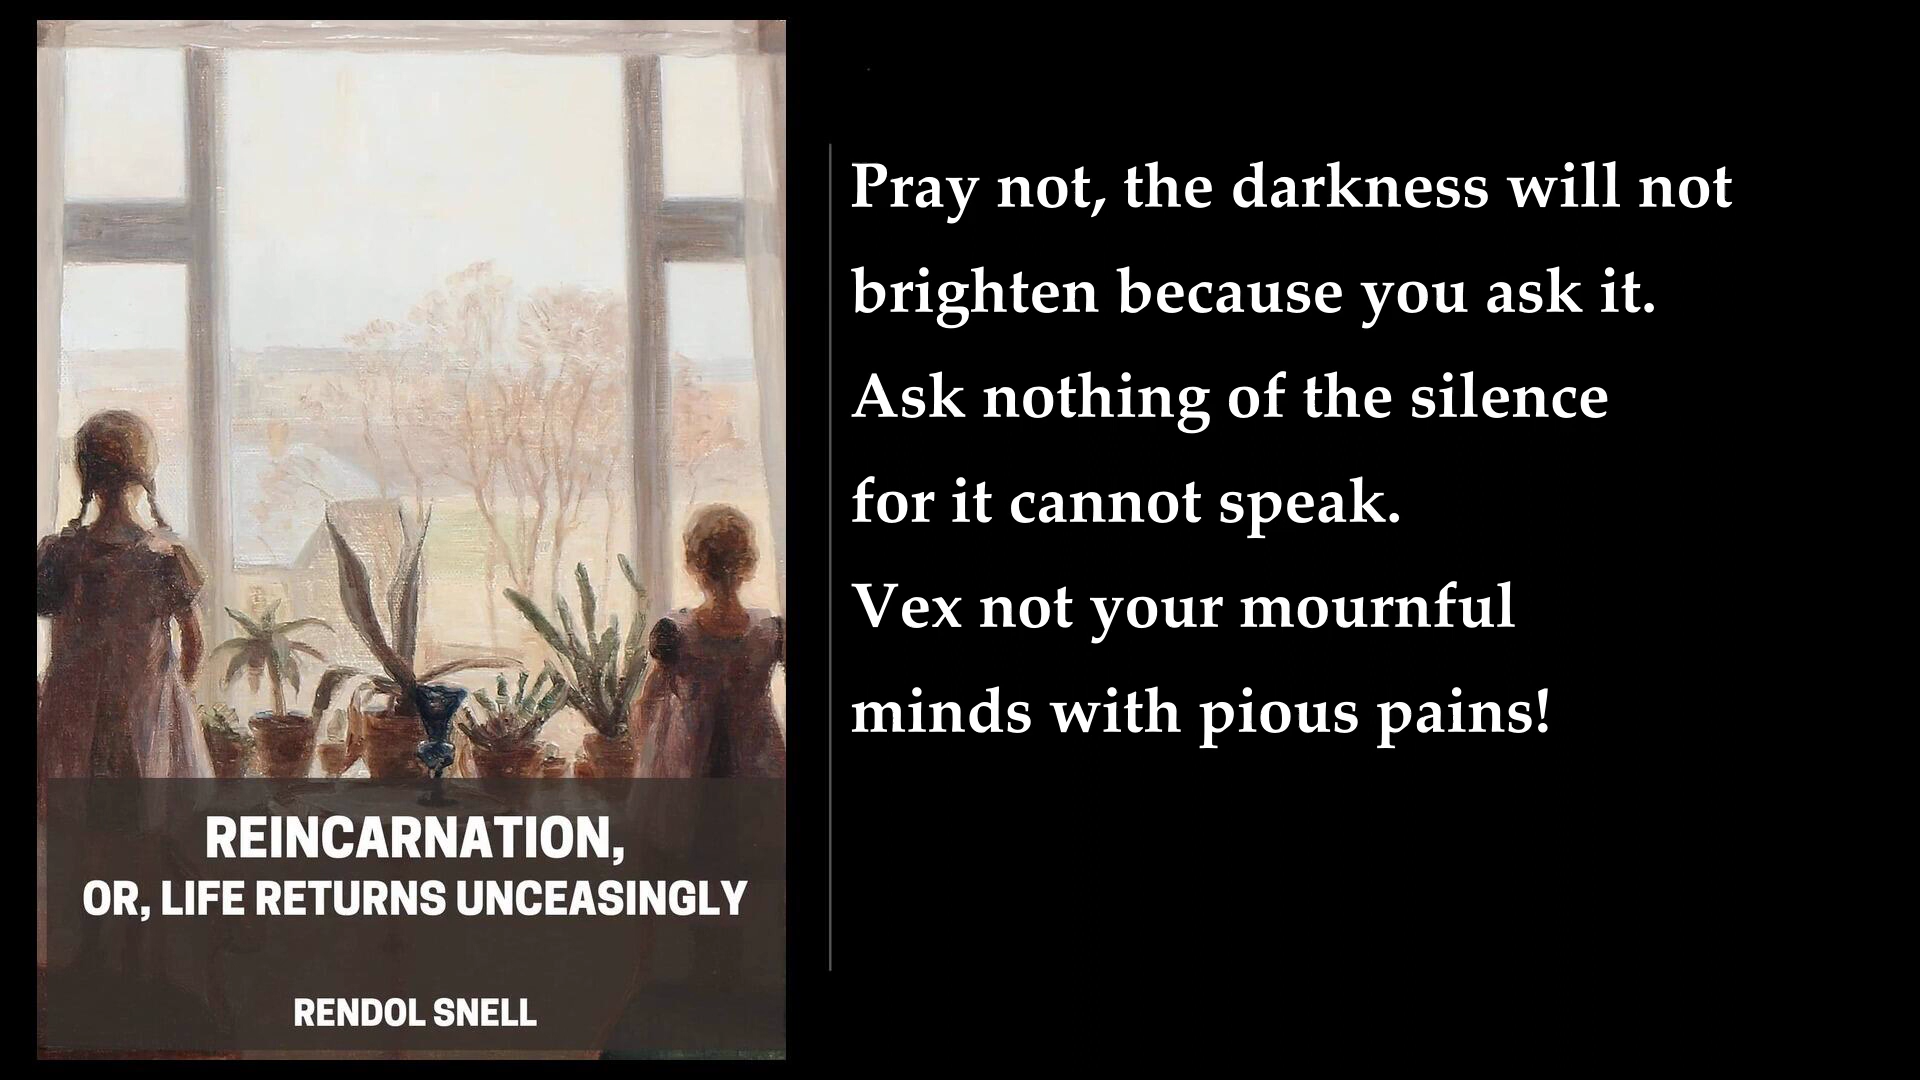 Pray not, the darkness will not
brighten because you ask it.
Ask nothing of the silence
for it cannot speak.
Vex not your mournful
minds with pious pains!
REINCARNATION,
OR, LIFE RETURNS UNCEASINGLY
RENDOL SNELL